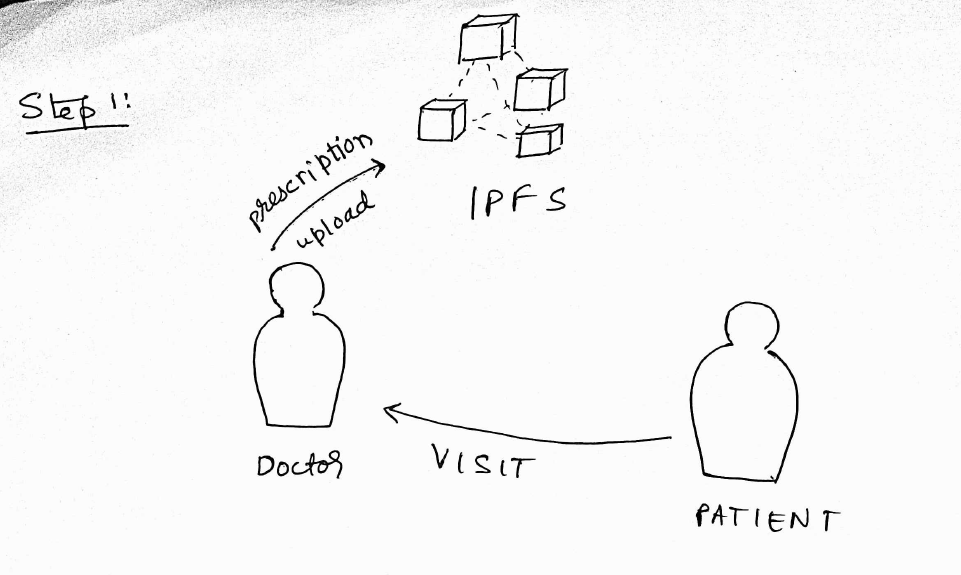 Step 1:
prescription
upload
IPFS
Doctor
VISIT
PATIENT